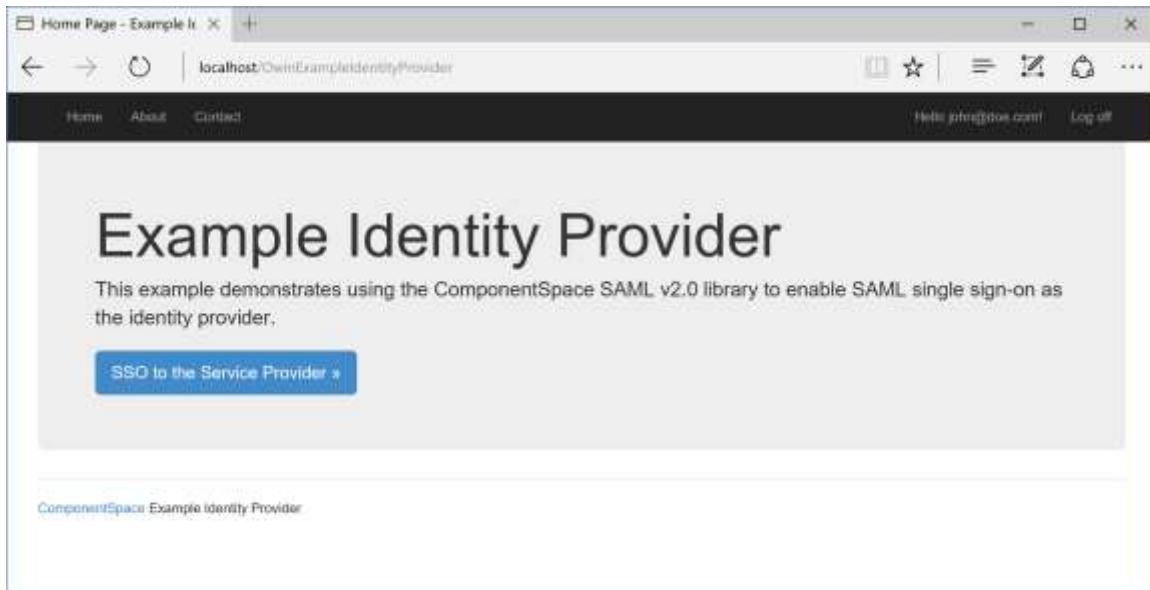 Home Page - Example Ic
localhost/OwinExampleIdentityProvider
Home About Contact Hello john@doe.com! Log off
Example Identity Provider
This example demonstrates using the ComponentSpace SAML v2.0 library to enable SAML single sign-on as
the identity provider.
SSO to the Service Provider »
ComponentSpace Example Identity Provider